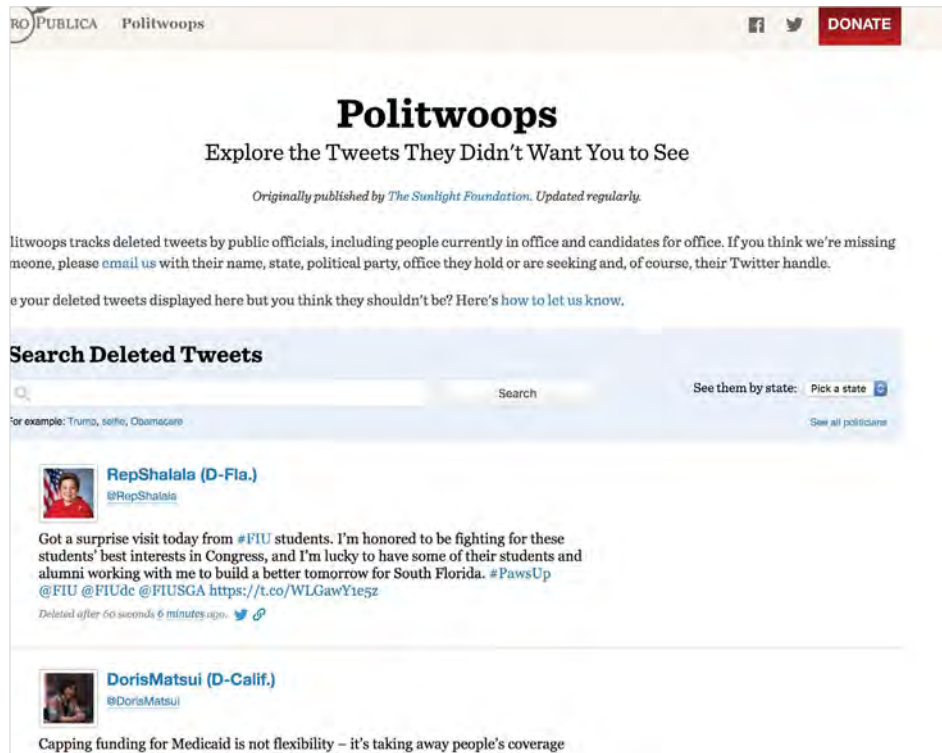 RO PUBLICA Politwoops DONATE
Politwoops
Explore the Tweets They Didn't Want You to See
Originally published by The Sunlight Foundation. Updated regularly.
litwoops tracks deleted tweets by public officials, including people currently in office and candidates for office. If you think we're missing
meone, please email us with their name, state, political party, office they hold or are seeking and, of course, their Twitter handle.
e your deleted tweets displayed here but you think they shouldn't be? Here's how to let us know.
Search Deleted Tweets
Search See them by state: Pick a state
For example: Trump, selfie, Obamacare See all politicians
RepShalala (D-Fla.)
@RepShalala
Got a surprise visit today from #FIU students. I'm honored to be fighting for these
students' best interests in Congress, and I'm lucky to have some of their students and
alumni working with me to build a better tomorrow for South Florida. #PawsUp
@FIU @FIUdc @FIUSGA https://t.co/WLGawY1e5z
Deleted after 60 seconds 6 minutes ago.
DorisMatsui (D-Calif.)
@DorisMatsui
Capping funding for Medicaid is not flexibility – it's taking away people's coverage